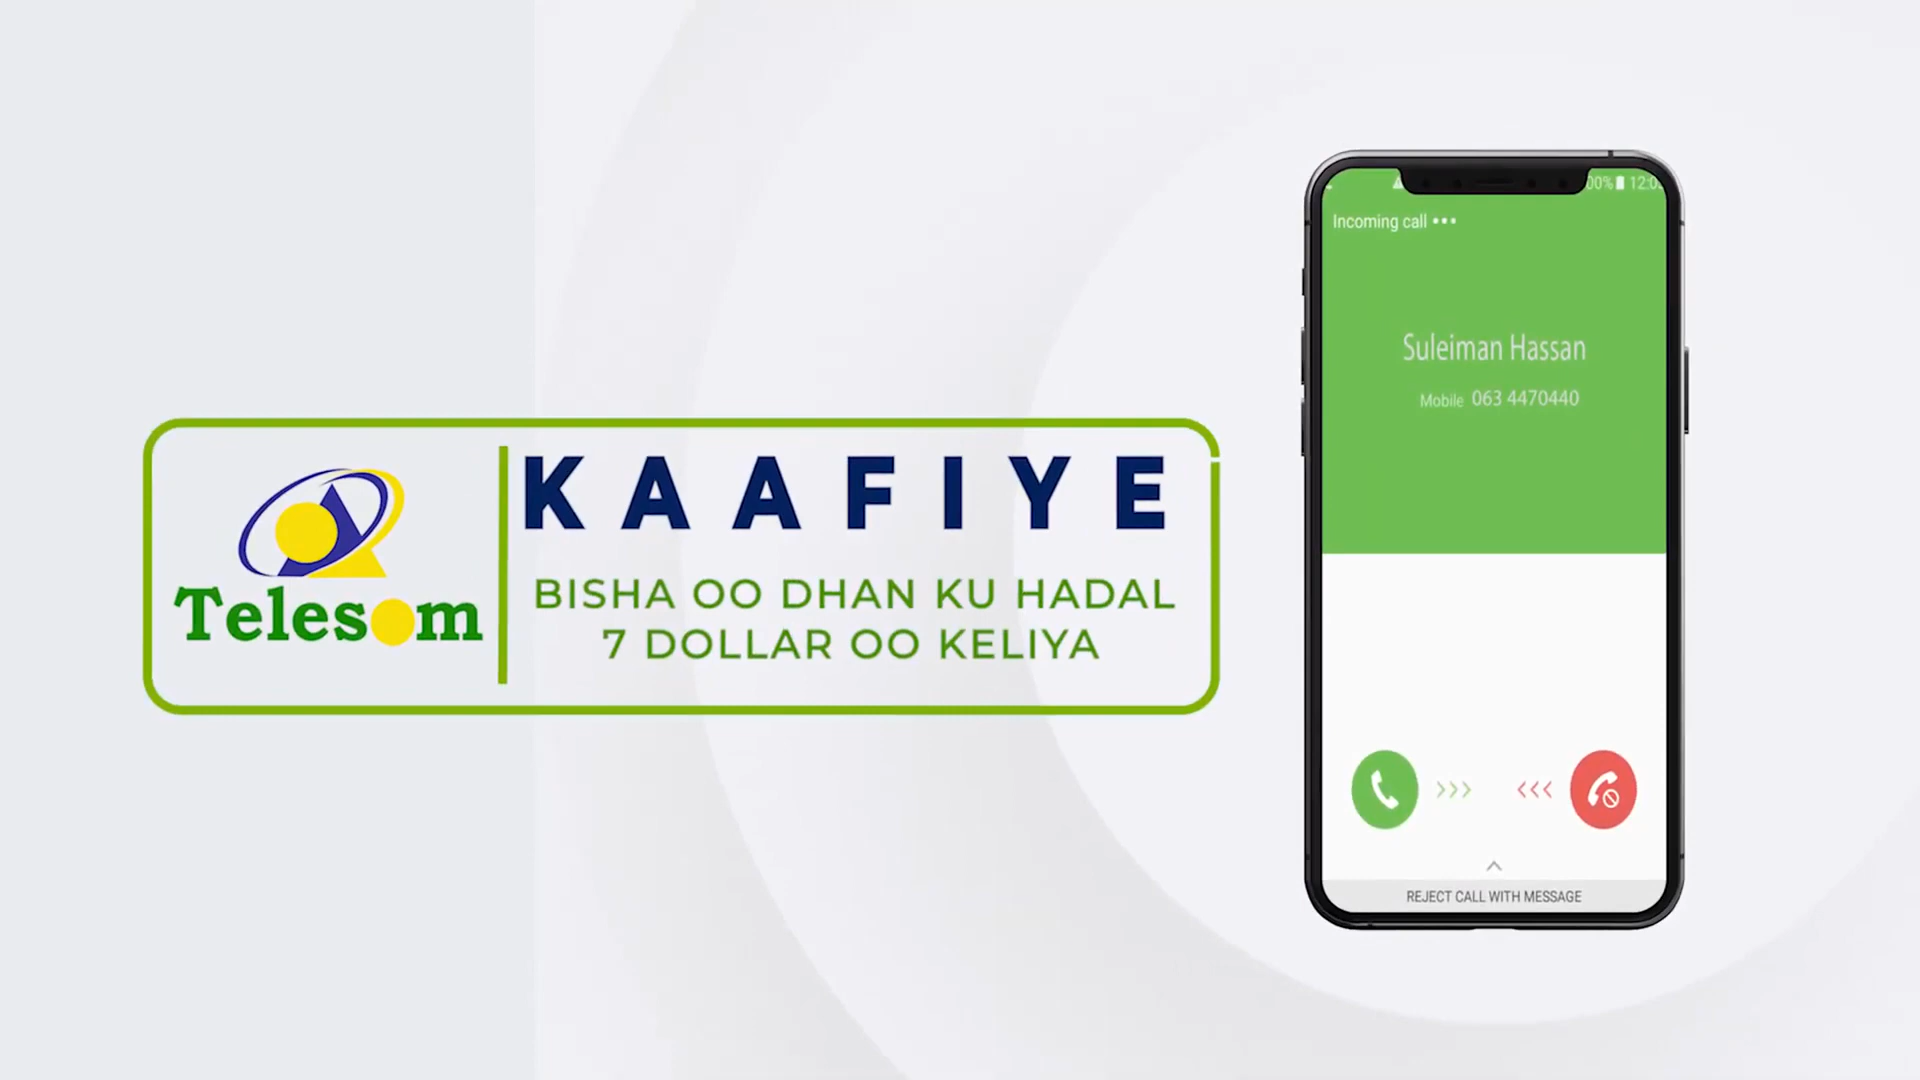 Telesom
KAAFIYE
BISHA OO DHAN KU HADAL
7 DOLLAR OO KELIYA
Incoming call •••
Suleiman Hassan
Mobile 063 4470440
REJECT CALL WITH MESSAGE